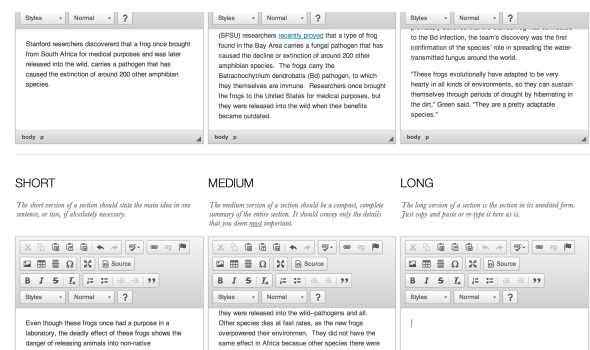 Styles Normal ?
Styles Normal ?
Styles Normal ?
Stanford reserchers discovered that a frog once brought
from South Africa for medical purposes and was later
released into the wild, carries a pathogen that has
caused the extinction of around 200 other amphibian
species.
body p
(SFSU) researchers recently proved that a type of frog
found in the Bay Area carries a fungal pathogen that has
caused the decline or extinction of around 200 other
amphibian species. The frogs carry the
Batrachochytrium dendrobatis (Bd) pathogen, to which
they themselves are immune. Researchers once brought
the frogs to the United States for medical purposes, but
they were released into the wild when their benefits
became outdated.
body p
to the Bd infection, the team's discovery was the first
confirmation of the species' role in spreading the water-
transmitted fungus around the world.
"These frogs evolutionally have adapted to be very
hearty in all kinds of environments, so they can sustain
themselves through periods of drought by hibernating in
the dirt," Green said. "They are a pretty adaptable
species."
body p
SHORT
The short version of a section should state the main idea in one
sentence, or two, if absolutely necessary.
MEDIUM
The medium version of a section should be a compact, complete
summary of the entire section. It should convey only the details
that you deem must important.
LONG
The long version of a section is the section in its unedited form.
Just copy and paste or re-type it here as is.
Ω Source
B I S Ix
Styles Normal ?
Even though these frogs once had a purpose in a
laboratory, the deadly effect of these frogs shows the
danger of releasing animals into non-native
Ω Source
B I S Ix
Styles Normal ?
they were released into the wild–pathogens and all.
Other species dies at fast rates, as the new frogs
overpowered their environmen. They did not have the
same effect in Africa becasue other species there were
Ω Source
B I S Ix
Styles Normal ?